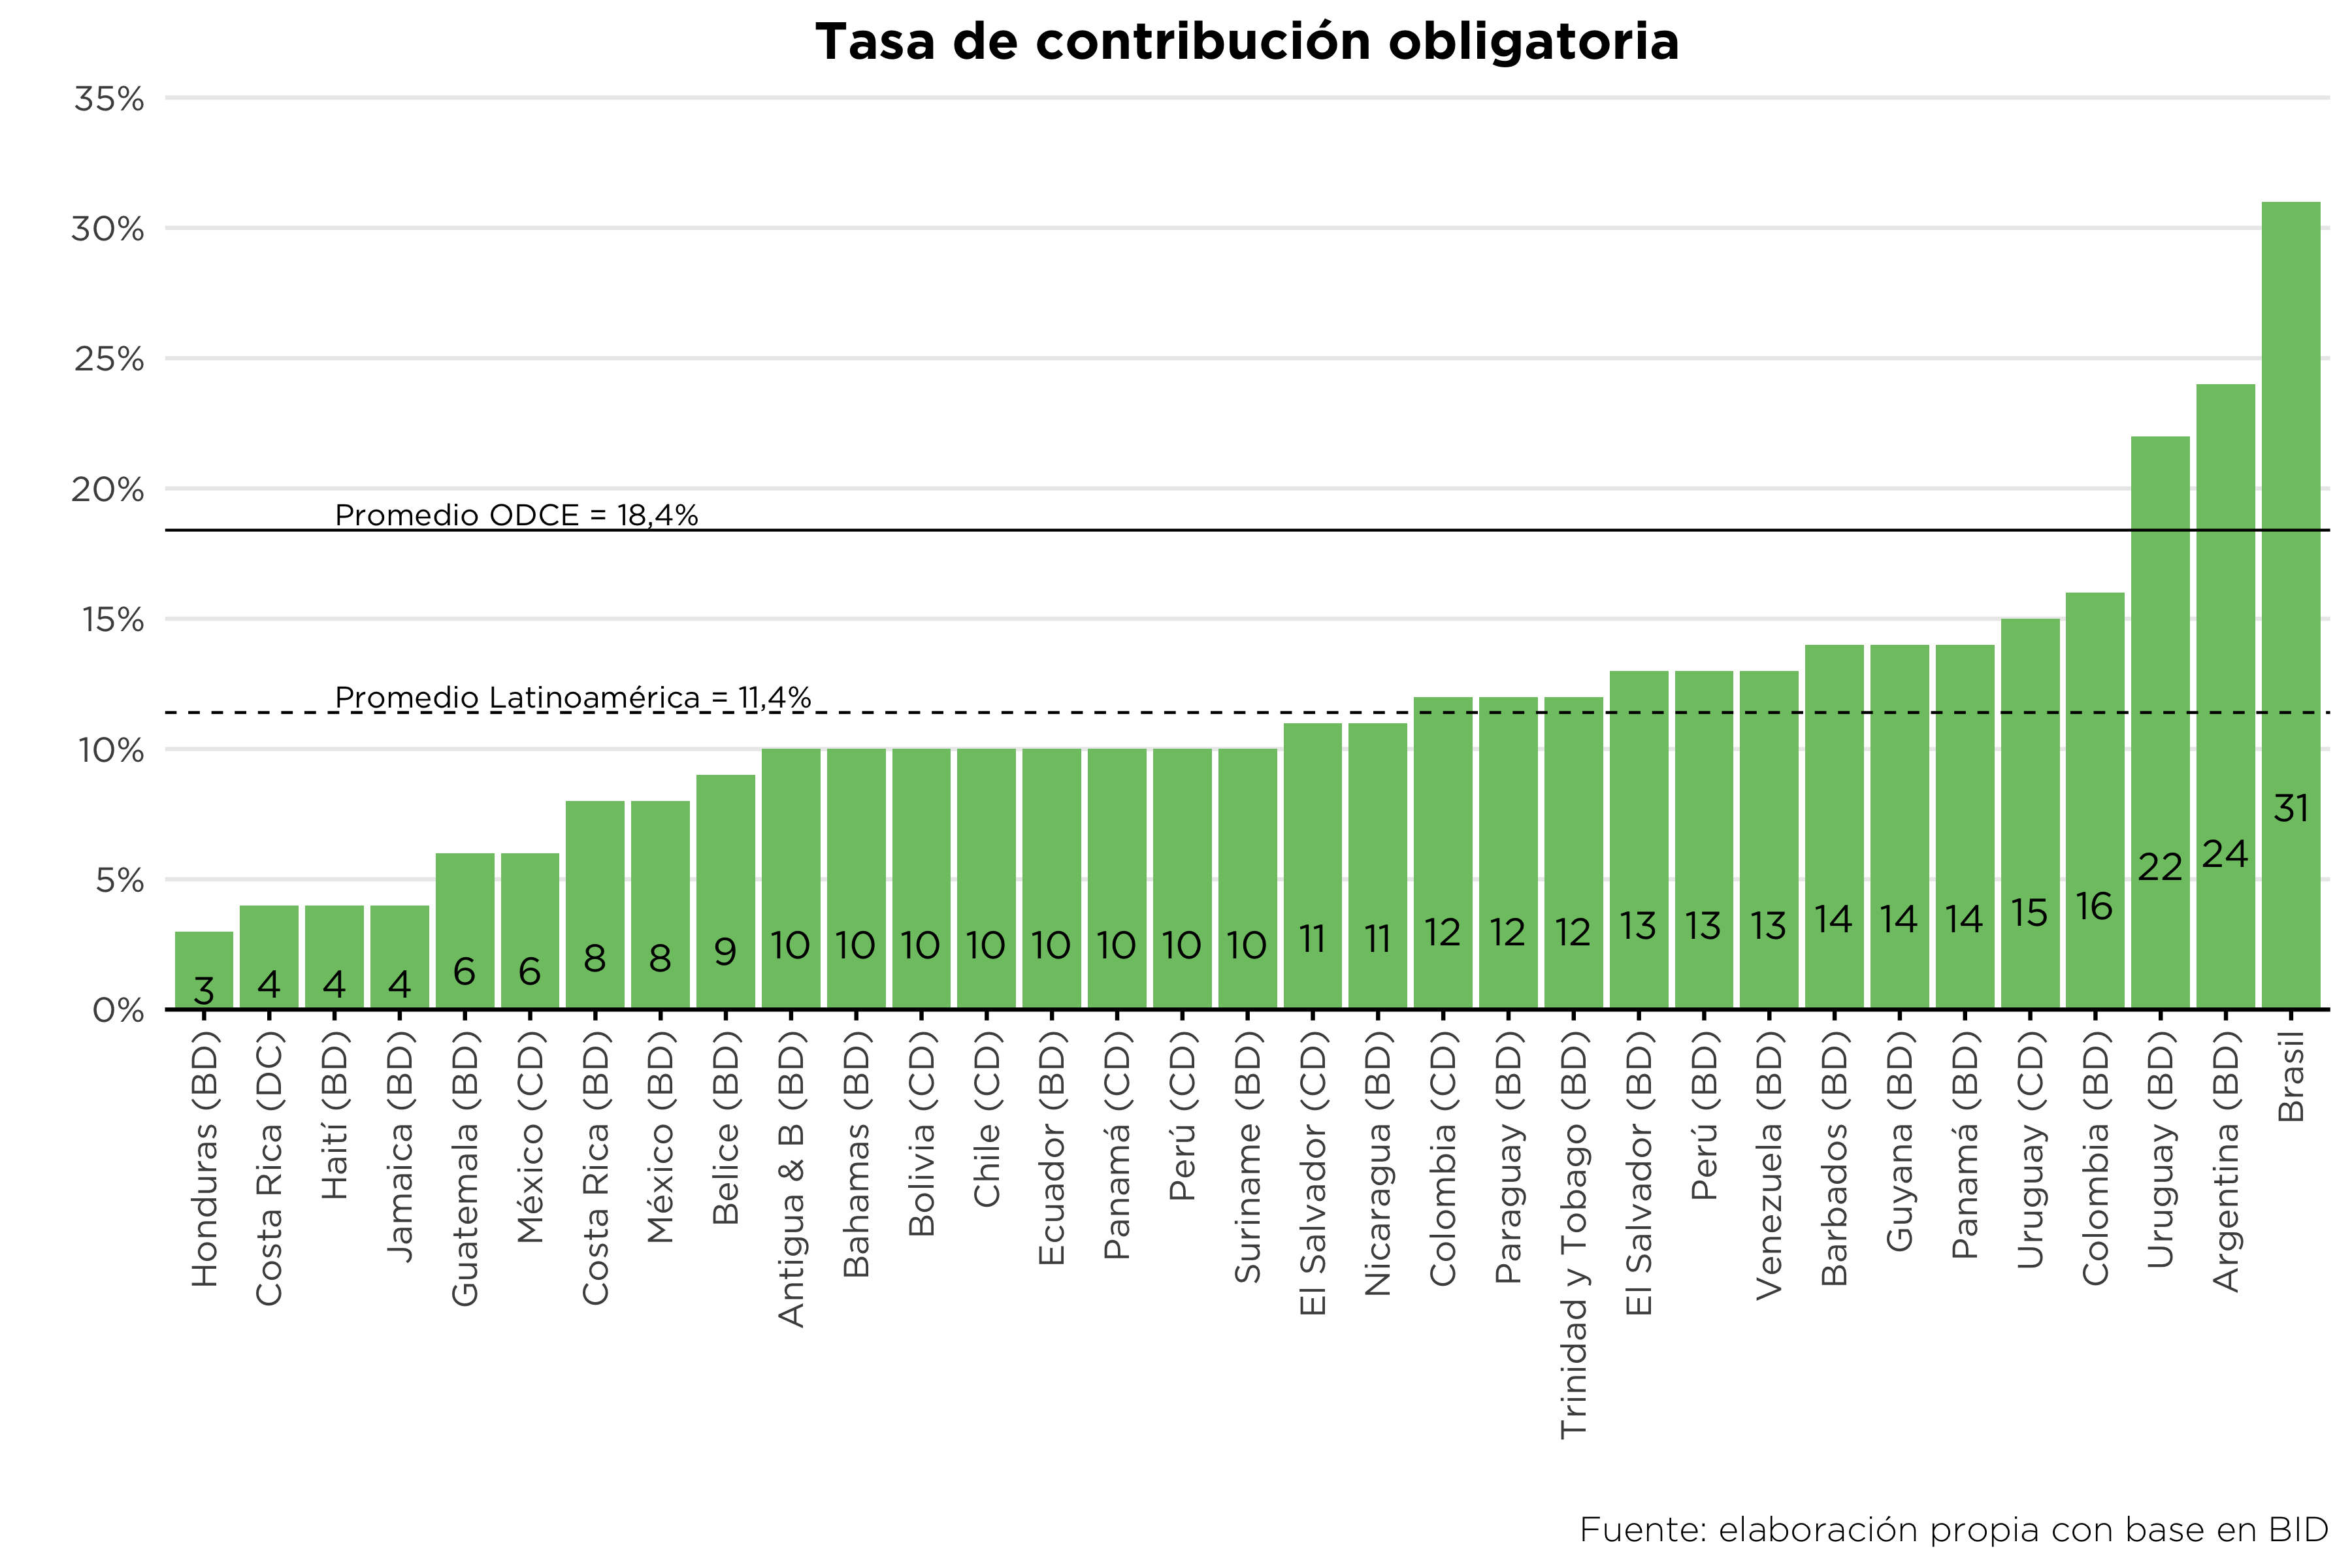 Tasa de contribución obligatoria
35%
30%
25%
20%
Promedio ODCE = 18,4%
15%
Promedio Latinoamérica = 11,4%
10%
5%
0%
3
4
4
4
6
6
8
8
9
10
10
10
10
10
10
10
10
11
11
12
12
12
13
13
13
14
14
14
15
16
22
24
31
Honduras (BD)
Costa Rica (DC)
Haití (BD)
Jamaica (BD)
Guatemala (BD)
México (CD)
Costa Rica (BD)
México (BD)
Belice (BD)
Antigua & B (BD)
Bahamas (BD)
Bolivia (CD)
Chile (CD)
Ecuador (BD)
Panamá (CD)
Perú (CD)
Suriname (BD)
El Salvador (CD)
Nicaragua (BD)
Colombia (CD)
Paraguay (BD)
Trinidad y Tobago (BD)
El Salvador (BD)
Perú (BD)
Venezuela (BD)
Barbados (BD)
Guyana (BD)
Panamá (BD)
Uruguay (CD)
Colombia (BD)
Uruguay (BD)
Argentina (BD)
Brasil
Fuente: elaboración propia con base en BID